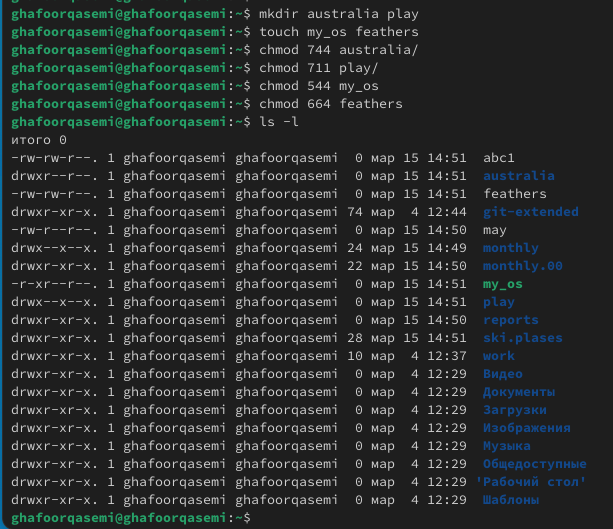 ghafoorqasemi@ghafoorqasemi:~$ mkdir australia play
ghafoorqasemi@ghafoorqasemi:~$ touch my_os feathers
ghafoorqasemi@ghafoorqasemi:~$ chmod 744 australia/
ghafoorqasemi@ghafoorqasemi:~$ chmod 711 play/
ghafoorqasemi@ghafoorqasemi:~$ chmod 544 my_os
ghafoorqasemi@ghafoorqasemi:~$ chmod 664 feathers
ghafoorqasemi@ghafoorqasemi:~$ ls -l
итого 0
-rw-rw-r--. 1 ghafoorqasemi ghafoorqasemi  0 мар 15 14:51  abc1
drwxr--r--. 1 ghafoorqasemi ghafoorqasemi  0 мар 15 14:51  australia
-rw-rw-r--. 1 ghafoorqasemi ghafoorqasemi  0 мар 15 14:51  feathers
drwxr-xr-x. 1 ghafoorqasemi ghafoorqasemi 74 мар  4 12:44  git-extended
-rw-r--r--. 1 ghafoorqasemi ghafoorqasemi  0 мар 15 14:50  may
drwx--x--x. 1 ghafoorqasemi ghafoorqasemi 24 мар 15 14:49  monthly
drwxr-xr-x. 1 ghafoorqasemi ghafoorqasemi 22 мар 15 14:50  monthly.00
-r-xr--r--. 1 ghafoorqasemi ghafoorqasemi  0 мар 15 14:51  my_os
drwx--x--x. 1 ghafoorqasemi ghafoorqasemi  0 мар 15 14:51  play
drwxr-xr-x. 1 ghafoorqasemi ghafoorqasemi  0 мар 15 14:50  reports
drwxr-xr-x. 1 ghafoorqasemi ghafoorqasemi 28 мар 15 14:51  ski.plases
drwxr-xr-x. 1 ghafoorqasemi ghafoorqasemi 10 мар  4 12:37  work
drwxr-xr-x. 1 ghafoorqasemi ghafoorqasemi  0 мар  4 12:29  Видео
drwxr-xr-x. 1 ghafoorqasemi ghafoorqasemi  0 мар  4 12:29  Документы
drwxr-xr-x. 1 ghafoorqasemi ghafoorqasemi  0 мар  4 12:29  Загрузки
drwxr-xr-x. 1 ghafoorqasemi ghafoorqasemi  0 мар  4 12:29  Изображения
drwxr-xr-x. 1 ghafoorqasemi ghafoorqasemi  0 мар  4 12:29  Музыка
drwxr-xr-x. 1 ghafoorqasemi ghafoorqasemi  0 мар  4 12:29  Общедоступные
drwxr-xr-x. 1 ghafoorqasemi ghafoorqasemi  0 мар  4 12:29 'Рабочий стол'
drwxr-xr-x. 1 ghafoorqasemi ghafoorqasemi  0 мар  4 12:29  Шаблоны
ghafoorqasemi@ghafoorqasemi:~$